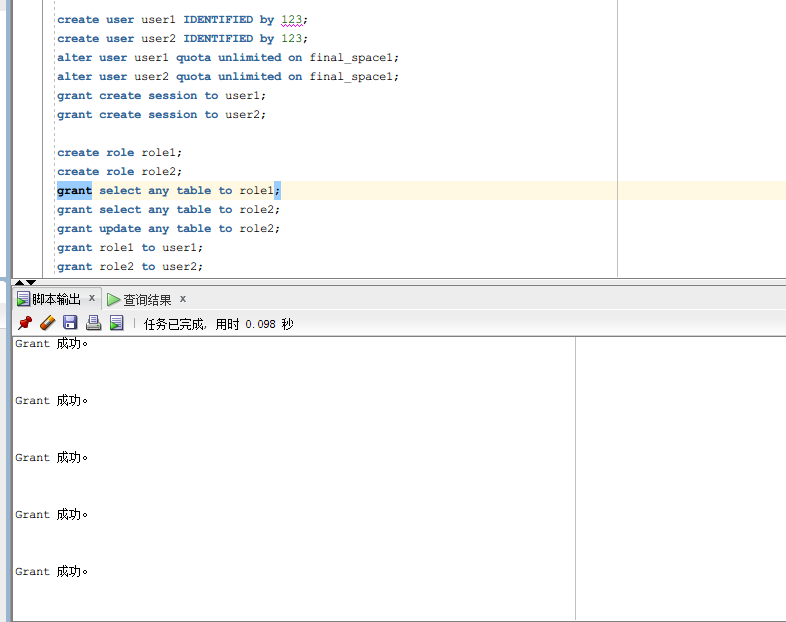 create user user1 IDENTIFIED by 123;
create user user2 IDENTIFIED by 123;
alter user user1 quota unlimited on final_space1;
alter user user2 quota unlimited on final_space1;
grant create session to user1;
grant create session to user2;
create role role1;
create role role2;
grant select any table to role1;
grant select any table to role2;
grant update any table to role2;
grant role1 to user1;
grant role2 to user2;
脚本输出 x 查询结果 x
任务已完成, 用时 0.098 秒
Grant 成功。
Grant 成功。
Grant 成功。
Grant 成功。
Grant 成功。